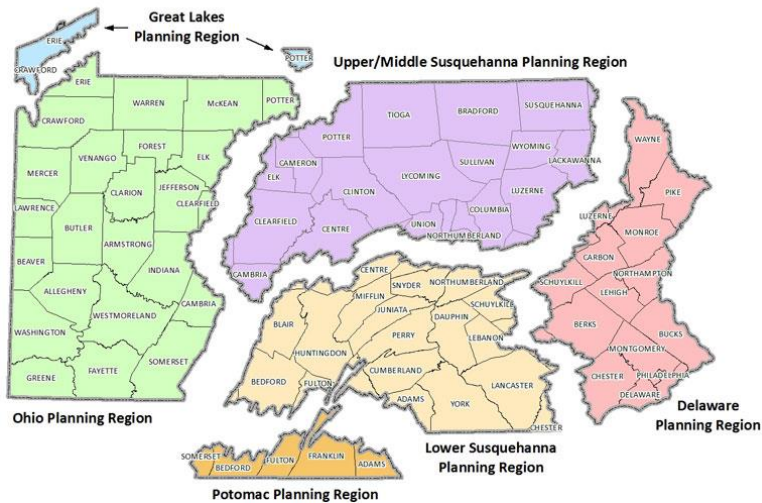 Great Lakes
Planning Region
ERIE
CRAWFORD
POTTER
Upper/Middle Susquehanna Planning Region
ERIE
WARREN
McKEAN
POTTER
CRAWFORD
FOREST
VENANGO
ELK
MERCER
CLARION
JEFFERSON
CLEARFIELD
LAWRENCE
BUTLER
ARMSTRONG
BEAVER
INDIANA
ALLEGHENY
CAMBRIA
WESTMORELAND
WASHINGTON
SOMERSET
FAYETTE
GREENE
Ohio Planning Region
TIOGA
BRADFORD
SUSQUEHANNA
POTTER
WYOMING
CAMERON
SULLIVAN
LACKAWANNA
ELK
LYCOMING
CLINTON
LUZERNE
COLUMBIA
CLEARFIELD
CENTRE
UNION
NORTHUMBERLAND
CAMBRIA
CENTRE
SNYDER
NORTHUMBERLAND
MIFFLIN
SCHUYLKILL
JUNIATA
DAUPHIN
BLAIR
PERRY
LEBANON
HUNTINGDON
CUMBERLAND
BEDFORD
FULTON
LANCASTER
ADAMS
YORK
CHESTER
Lower Susquehanna
Planning Region
SOMERSET
BEDFORD
FULTON
FRANKLIN
ADAMS
Potomac Planning Region
WAYNE
PIKE
LUZERNE
MONROE
CARBON
NORTHAMPTON
SCHUYLKILL
LEHIGH
BERKS
BUCKS
MONTGOMERY
CHESTER
PHILADELPHIA
DELAWARE
Delaware
Planning Region